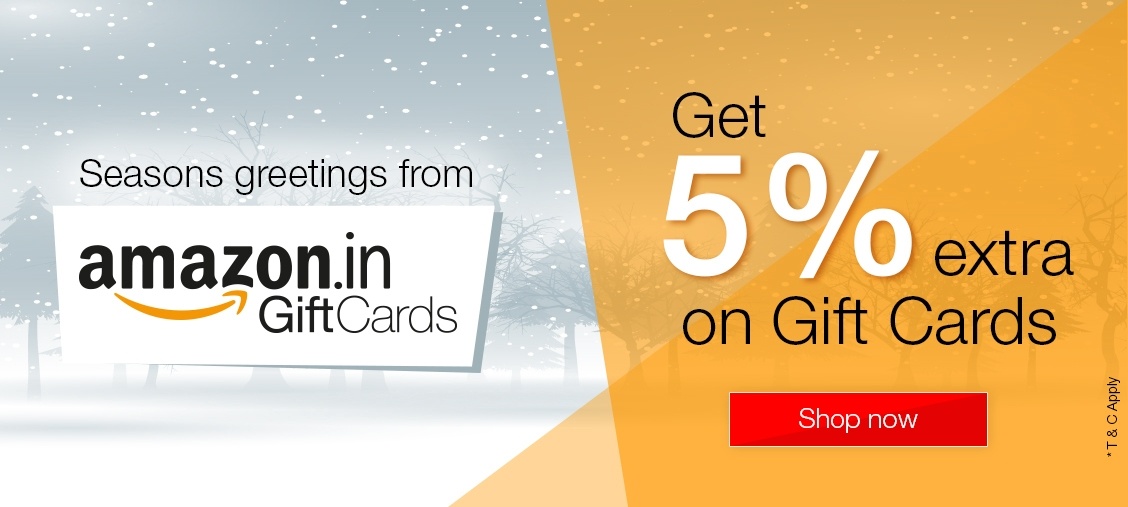 Seasons greetings from
amazon.in
GiftCards
Get
5% extra
on Gift Cards
Shop now
*T & C Apply